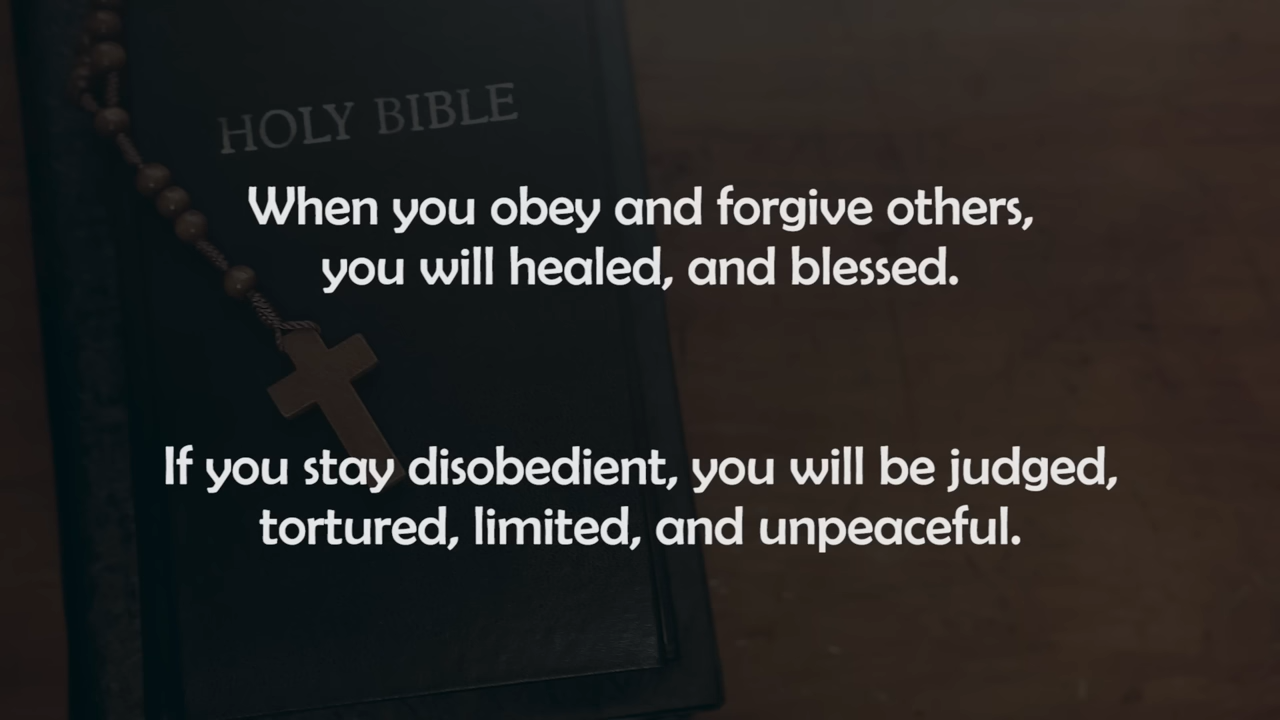 HOLY BIBLE
When you obey and forgive others,
you will healed, and blessed.
If you stay disobedient, you will be judged,
tortured, limited, and unpeaceful.